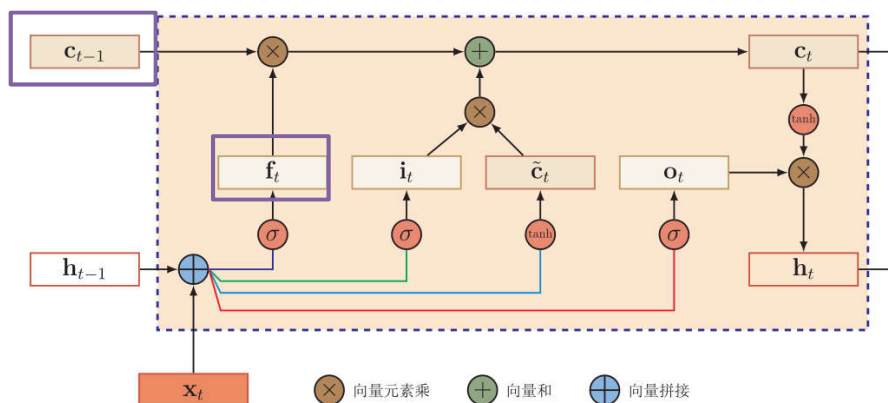 c_{t−1} × + c_t
× tanh
f_t i_t c̃_t o_t ×
σ σ tanh σ
h_{t−1} h_t
x_t × 向量元素乘 + 向量和 向量拼接